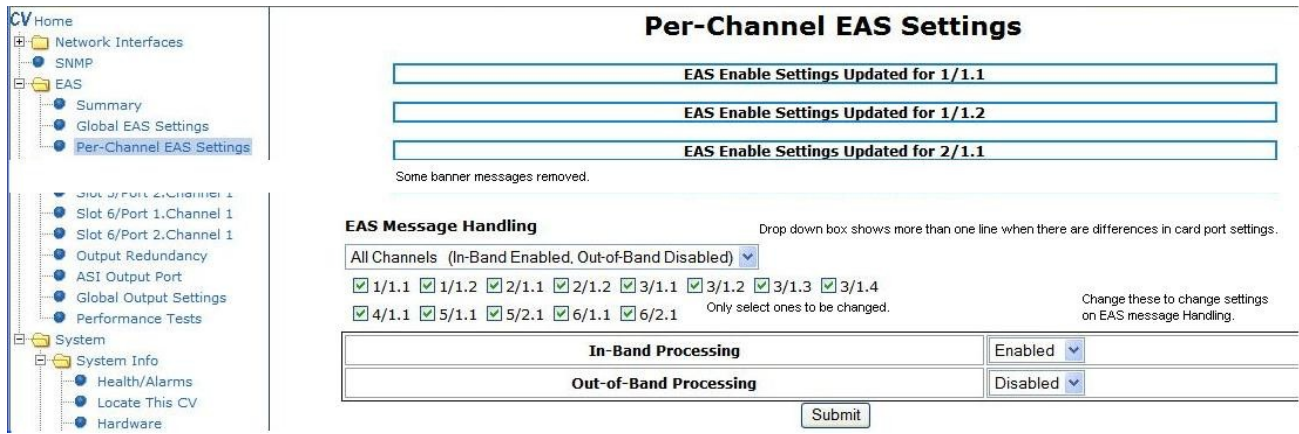 CV Home
Network Interfaces
SNMP
EAS
Summary
Global EAS Settings
Per-Channel EAS Settings
Slot 5/Port 2.Channel 1
Slot 6/Port 1.Channel 1
Slot 6/Port 2.Channel 1
Output Redundancy
ASI Output Port
Global Output Settings
Performance Tests
System
System Info
Health/Alarms
Locate This CV
Hardware
Per-Channel EAS Settings
EAS Enable Settings Updated for 1/1.1
EAS Enable Settings Updated for 1/1.2
EAS Enable Settings Updated for 2/1.1
Some banner messages removed.
EAS Message Handling
Drop down box shows more than one line when there are differences in card port settings.
All Channels (In-Band Enabled, Out-of-Band Disabled)
1/1.1 1/1.2 2/1.1 2/1.2 3/1.1 3/1.2 3/1.3 3/1.4
4/1.1 5/1.1 5/2.1 6/1.1 6/2.1
Only select ones to be changed.
Change these to change settings
on EAS message Handling.
In-Band Processing Enabled
Out-of-Band Processing Disabled
Submit